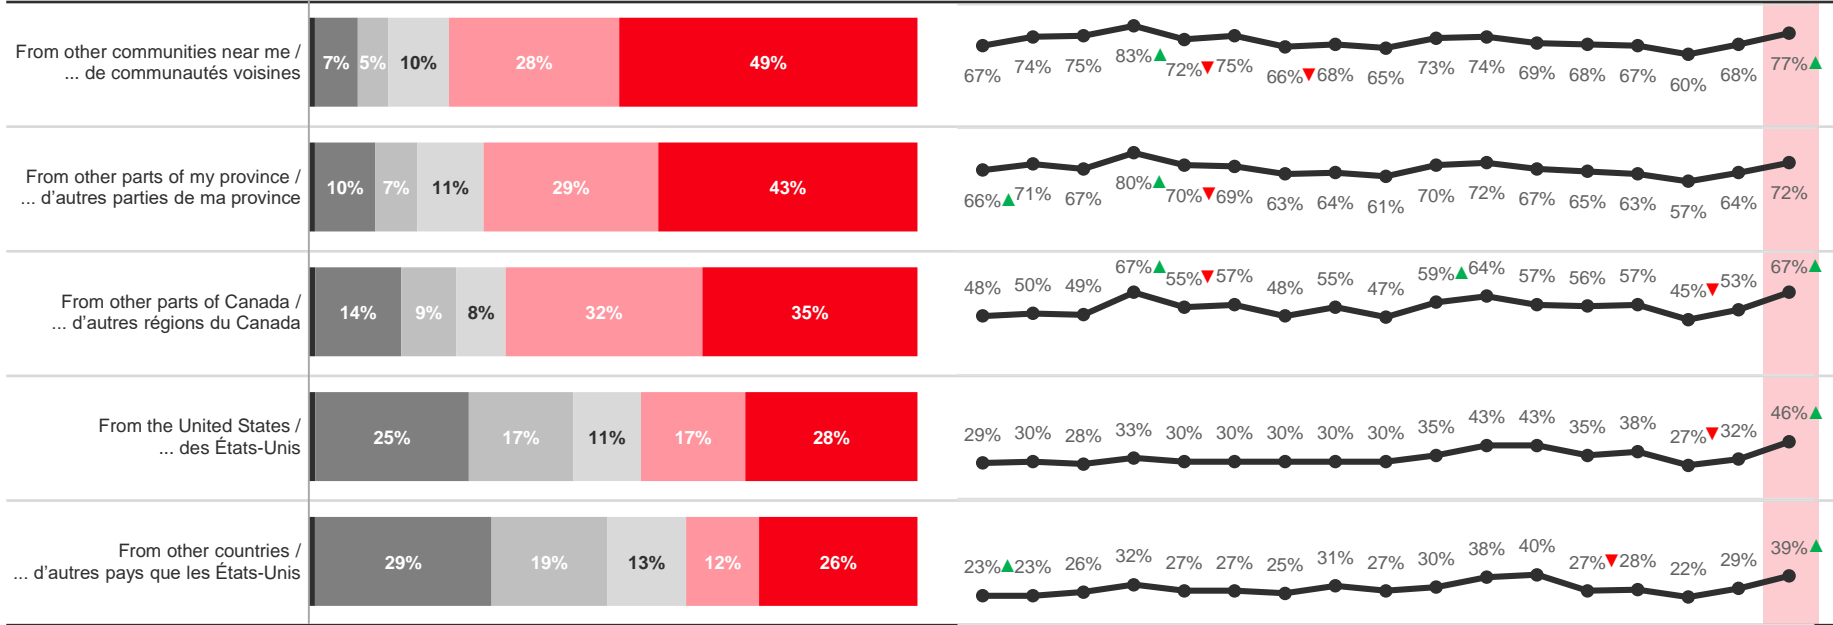 From other communities near me /
... de communautés voisines
7% 5% 10% 28% 49%
67% 74% 75% 83%▲ 72%▼ 75% 66%▼ 68% 65% 73% 74% 69% 68% 67% 60% 68% 77%▲
From other parts of my province /
... d’autres parties de ma province
10% 7% 11% 29% 43%
66%▲ 71% 67% 80%▲ 70%▼ 69% 63% 64% 61% 70% 72% 67% 65% 63% 57% 64% 72%
From other parts of Canada /
... d’autres régions du Canada
14% 9% 8% 32% 35%
48% 50% 49% 67%▲ 55%▼ 57% 48% 55% 47% 59%▲ 64% 57% 56% 57% 45%▼ 53% 67%▲
From the United States /
... des États-Unis
25% 17% 11% 17% 28%
29% 30% 28% 33% 30% 30% 30% 30% 30% 35% 43% 43% 35% 38% 27%▼ 32% 46%▲
From other countries /
... d’autres pays que les États-Unis
29% 19% 13% 12% 26%
23%▲ 23% 26% 32% 27% 27% 25% 31% 27% 30% 38% 40% 27%▼ 28% 22% 29% 39%▲